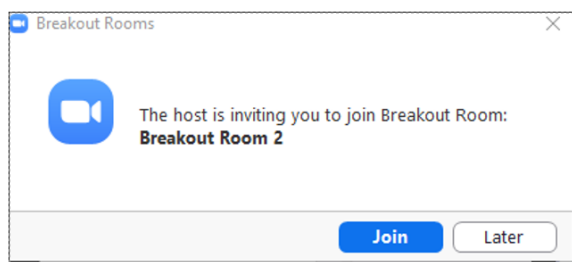 Breakout Rooms
The host is inviting you to join Breakout Room:
Breakout Room 2
Join
Later